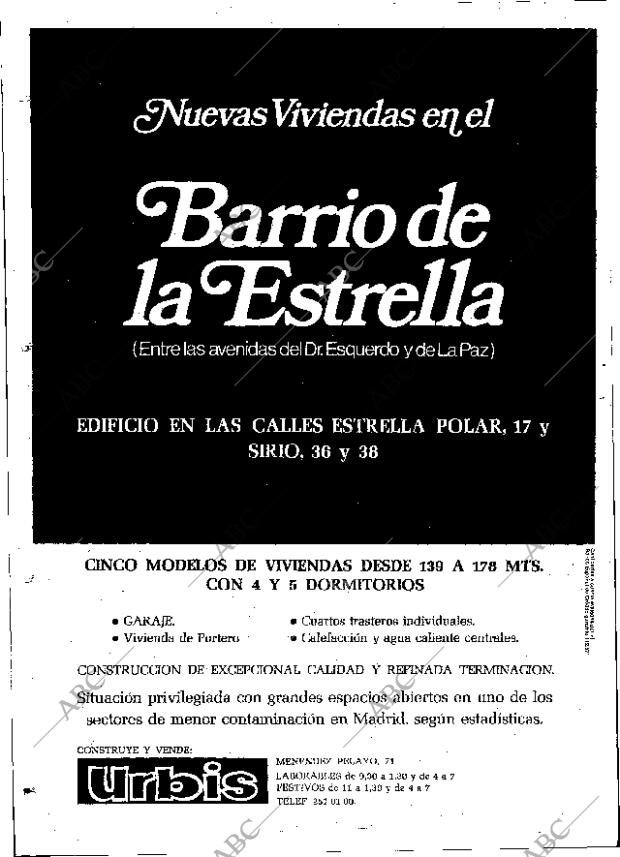 Nuevas Viviendas en el
Barrio de
la Estrella
(Entre las avenidas del Dr. Esquerdo y de La Paz)
EDIFICIO EN LAS CALLES ESTRELLA POLAR, 17 y
SIRIO, 36 y 38
CINCO MODELOS DE VIVIENDAS DESDE 139 A 178 MTS.
CON 4 Y 5 DORMITORIOS
• GARAJE.
• Cuartos trasteros individuales.
• Vivienda de Portero
• Calefacción y agua caliente centrales.
CONSTRUCCION DE EXCEPCIONAL CALIDAD Y REFINADA TERMINACION.
Situación privilegiada con grandes espacios abiertos en uno de los
sectores de menor contaminación en Madrid, según estadísticas.
CONSTRUYE Y VENDE:
urbis
MENENDEZ PELAYO, 71
LABORABLES de 9,30 a 1,30 y de 4 a 7
FESTIVOS de 11 a 1,30 y de 4 a 7
TELEF.
ABC